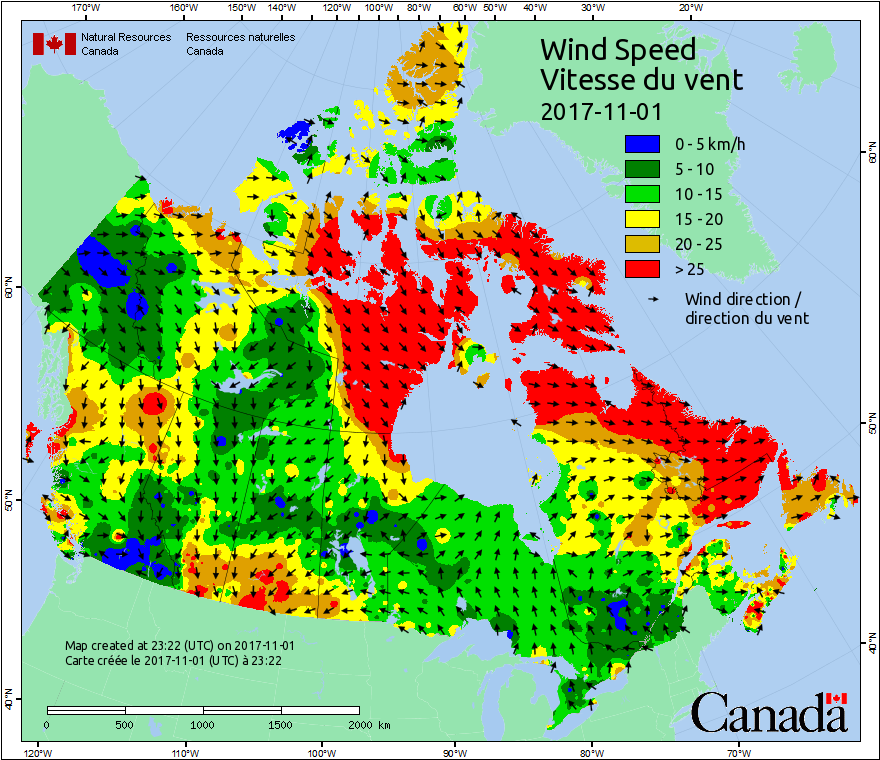 170°W 160°W 150°W 140°W 120°W 100°W 80°W 60°W 50°W 40°W 30°W 20°W
Natural Resources Ressources naturelles
Canada Canada
Wind Speed
Vitesse du vent
2017-11-01
0 - 5 km/h
5 - 10
10 - 15
15 - 20
20 - 25
> 25
Wind direction /
direction du vent
60°N
60°N
50°N
50°N
40°N
40°N
Map created at 23:22 (UTC) on 2017-11-01
Carte créée le 2017-11-01 (UTC) à 23:22
0 500 1000 1500 2000 km
Canada
120°W 110°W 100°W 90°W 80°W 70°W